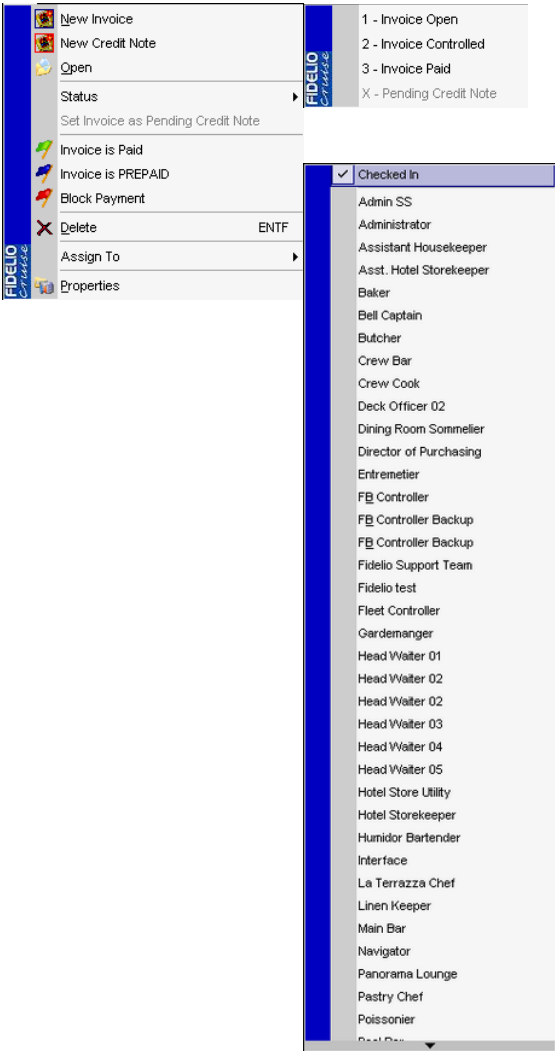 New Invoice
New Credit Note
Open
Status
Set Invoice as Pending Credit Note
Invoice is Paid
Invoice is PREPAID
Block Payment
Delete ENTF
Assign To
Properties
FIDELIO
Cruise
1 - Invoice Open
2 - Invoice Controlled
3 - Invoice Paid
X - Pending Credit Note
FIDELIO
Cruise
Checked In
Admin SS
Administrator
Assistant Housekeeper
Asst. Hotel Storekeeper
Baker
Bell Captain
Butcher
Crew Bar
Crew Cook
Deck Officer 02
Dining Room Sommelier
Director of Purchasing
Entremetier
FB Controller
FB Controller Backup
FB Controller Backup
Fidelio Support Team
Fidelio test
Fleet Controller
Gardemanger
Head Waiter 01
Head Waiter 02
Head Waiter 02
Head Waiter 03
Head Waiter 04
Head Waiter 05
Hotel Store Utility
Hotel Storekeeper
Humidor Bartender
Interface
La Terrazza Chef
Linen Keeper
Main Bar
Navigator
Panorama Lounge
Pastry Chef
Poissonier